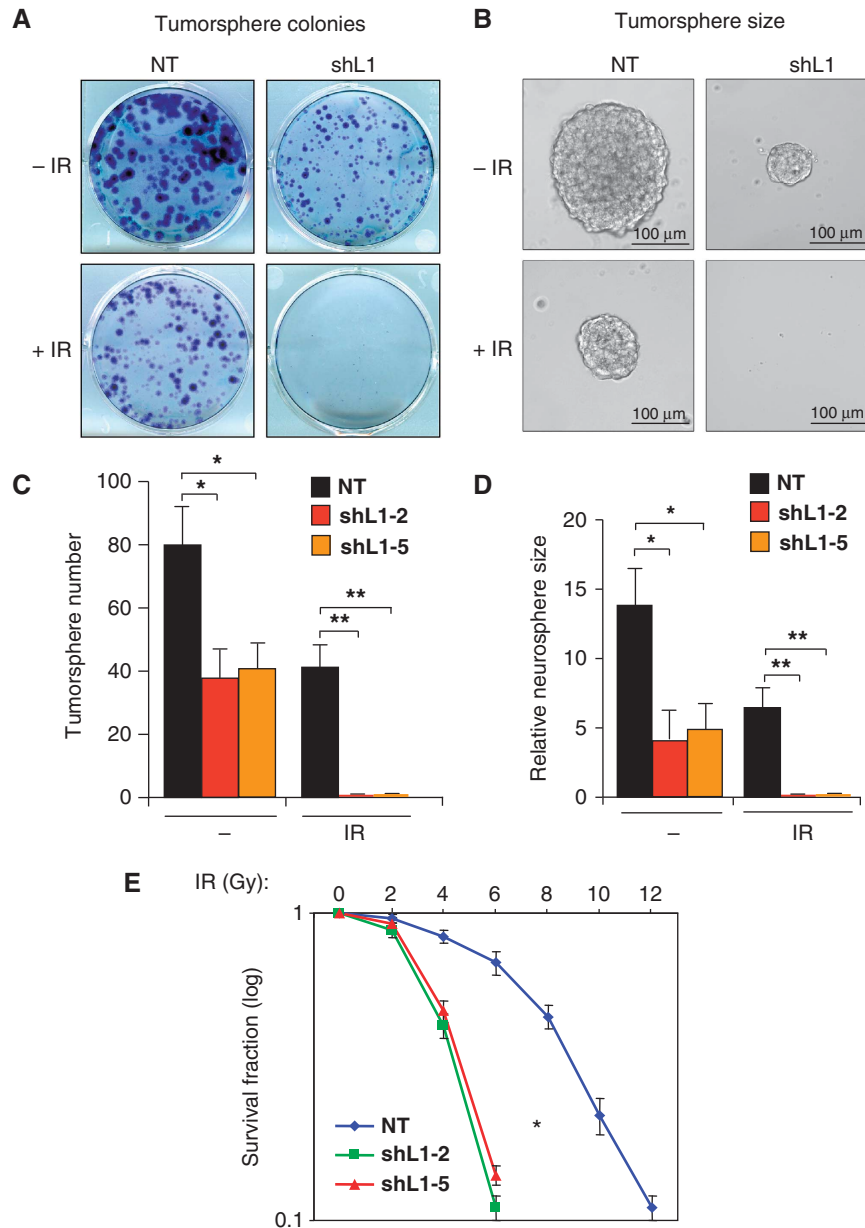 A
Tumorsphere colonies
NT shL1
– IR
+ IR
B
Tumorsphere size
NT shL1
– IR
100 µm 100 µm
+ IR
100 µm 100 µm
C
Tumorsphere number
100
80
60
40
20
0
* *
** **
NT
shL1-2
shL1-5
– IR
D
Relative neurosphere size
20
15
10
5
0
* *
** **
NT
shL1-2
shL1-5
– IR
E
IR (Gy):
0 2 4 6 8 10 12
Survival fraction (log)
1
0.1
*
NT
shL1-2
shL1-5